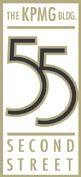 THE KPMG BLDG.
55
SECOND
STREET